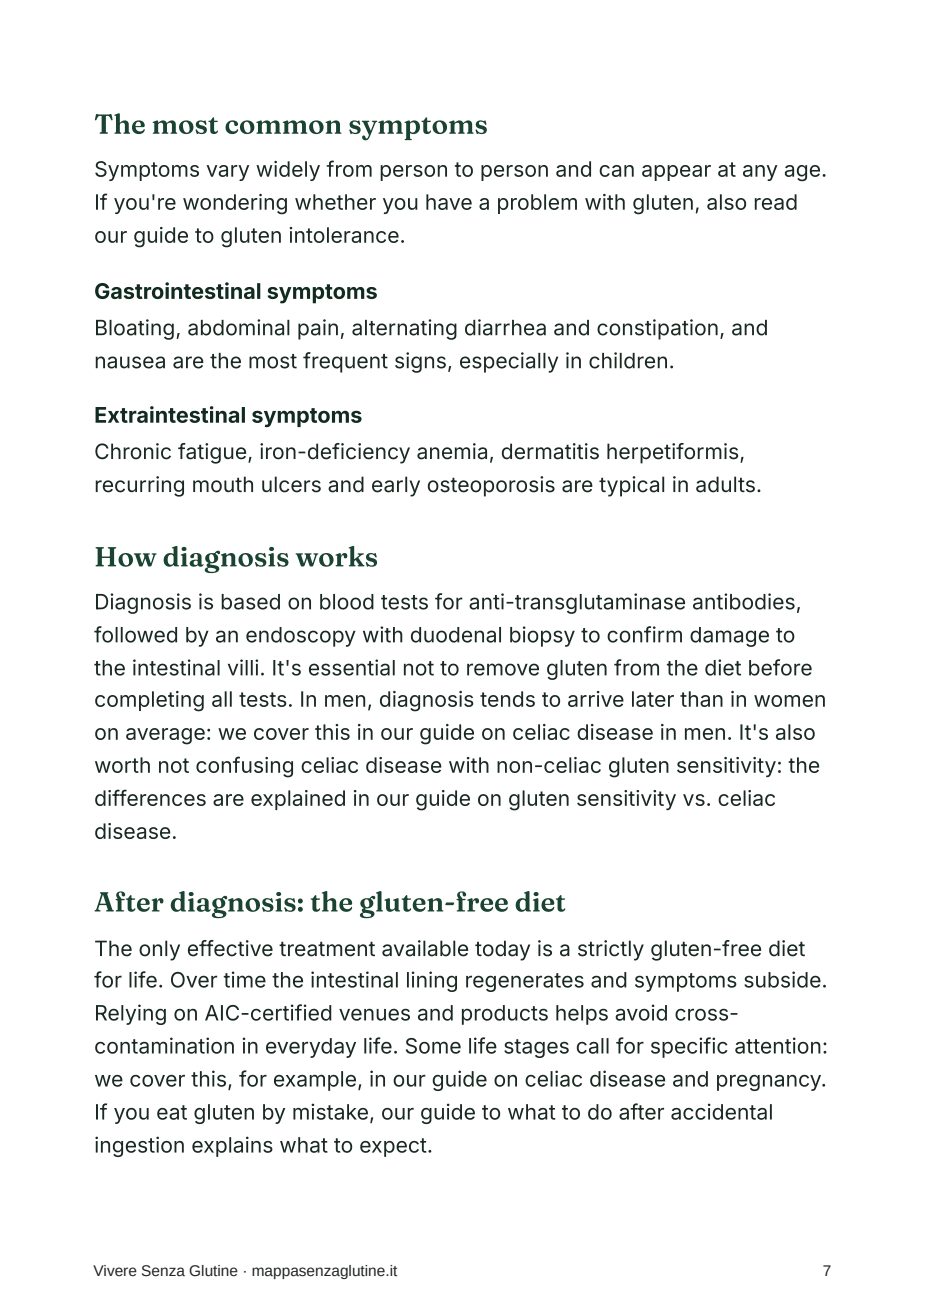 The most common symptoms
Symptoms vary widely from person to person and can appear at any age.
If you're wondering whether you have a problem with gluten, also read
our guide to gluten intolerance.
Gastrointestinal symptoms
Bloating, abdominal pain, alternating diarrhea and constipation, and
nausea are the most frequent signs, especially in children.
Extraintestinal symptoms
Chronic fatigue, iron-deficiency anemia, dermatitis herpetiformis,
recurring mouth ulcers and early osteoporosis are typical in adults.
How diagnosis works
Diagnosis is based on blood tests for anti-transglutaminase antibodies,
followed by an endoscopy with duodenal biopsy to confirm damage to
the intestinal villi. It's essential not to remove gluten from the diet before
completing all tests. In men, diagnosis tends to arrive later than in women
on average: we cover this in our guide on celiac disease in men. It's also
worth not confusing celiac disease with non-celiac gluten sensitivity: the
differences are explained in our guide on gluten sensitivity vs. celiac
disease.
After diagnosis: the gluten-free diet
The only effective treatment available today is a strictly gluten-free diet
for life. Over time the intestinal lining regenerates and symptoms subside.
Relying on AIC-certified venues and products helps avoid cross-
contamination in everyday life. Some life stages call for specific attention:
we cover this, for example, in our guide on celiac disease and pregnancy.
If you eat gluten by mistake, our guide to what to do after accidental
ingestion explains what to expect.
Vivere Senza Glutine · mappasenzaglutine.it 7